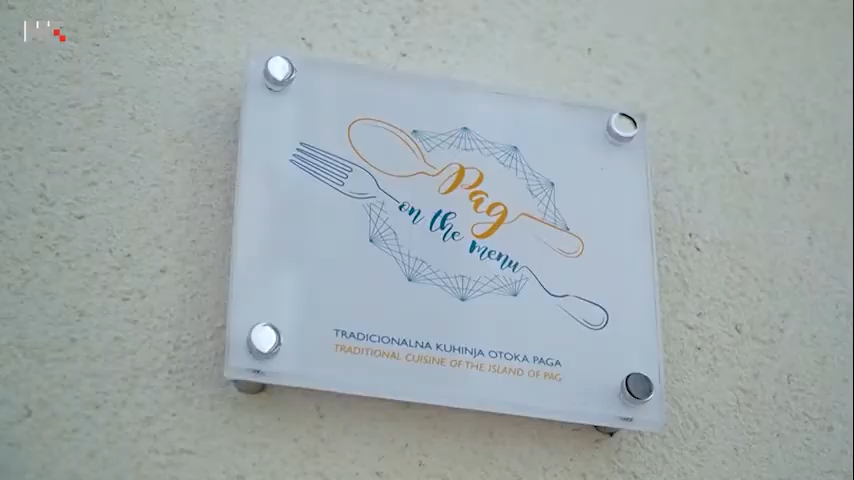 Pag
on the menu
TRADICIONALNA KUHINJA OTOKA PAGA
TRADITIONAL CUISINE OF THE ISLAND OF PAG